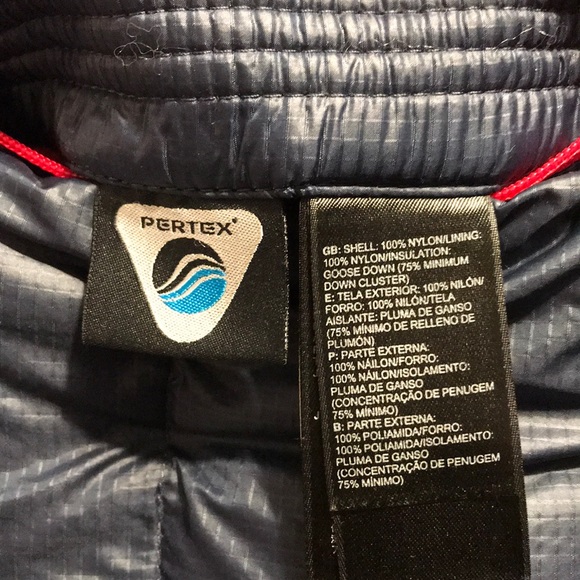 PERTEX®
GB: SHELL: 100% NYLON/LINING:
100% NYLON/INSULATION:
GOOSE DOWN (75% MINIMUM
DOWN CLUSTER)
E: TELA EXTERIOR: 100% NILÓN/
FORRO: 100% NILÓN/TELA
AISLANTE: PLUMA DE GANSO
(75% MÍNIMO DE RELLENO DE
PLUMÓN)
P: PARTE EXTERNA:
100% NÁILON/FORRO:
100% NÁILON/ISOLAMENTO:
PLUMA DE GANSO
(CONCENTRAÇÃO DE PENUGEM
75% MÍNIMO)
B: PARTE EXTERNA:
100% POLIAMIDA/FORRO:
100% POLIAMIDA/ISOLAMENTO:
PLUMA DE GANSO
(CONCENTRAÇÃO DE PENUGEM
75% MÍNIMO)